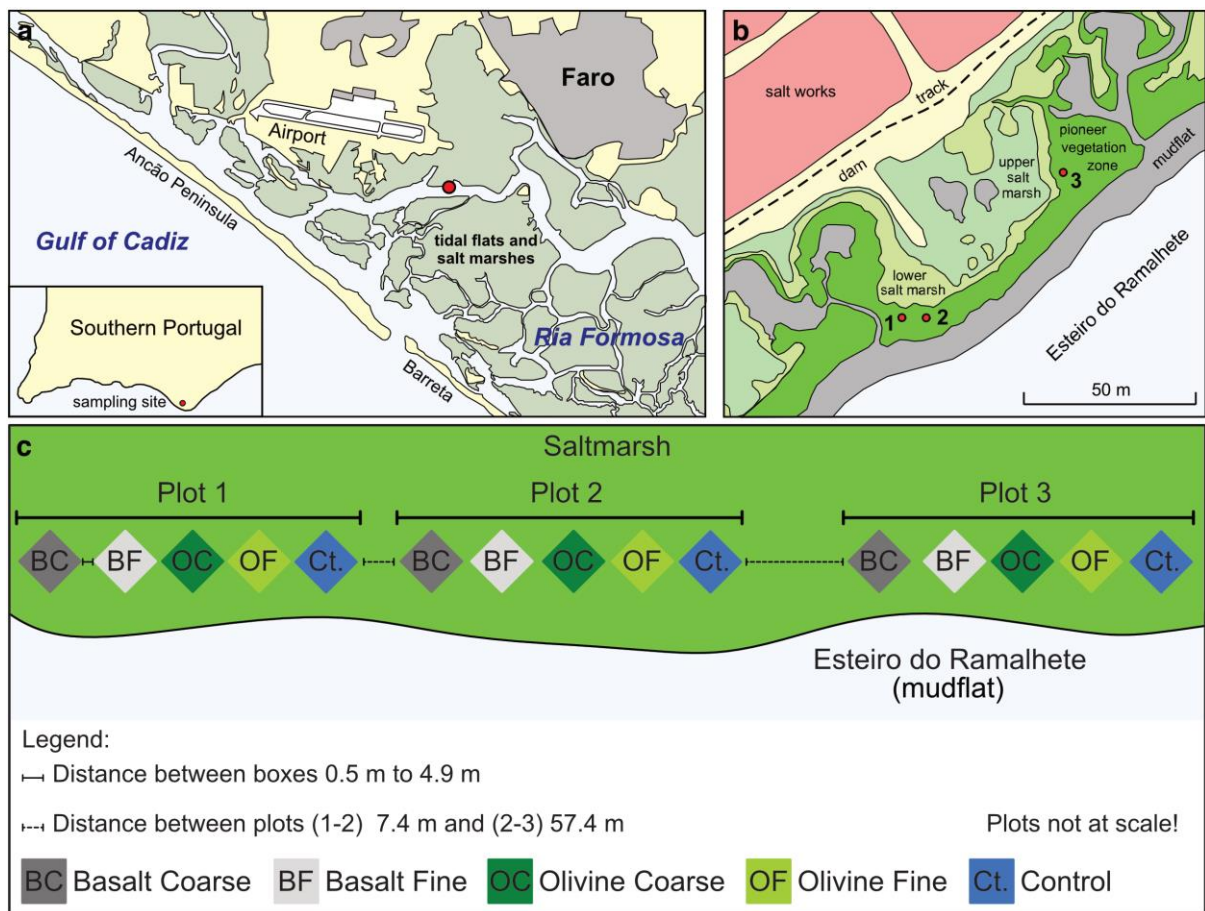 a
Faro
Airport
Ancão Peninsula
Gulf of Cadiz
tidal flats and
salt marshes
Ria Formosa
Barreta
Southern Portugal
sampling site
b
salt works
track
dam
upper
salt
marsh
pioneer
vegetation
zone
mudflat
3
lower
salt marsh
1
2
Esteiro do Ramalhete
50 m
c
Saltmarsh
Plot 1
Plot 2
Plot 3
BC BF OC OF Ct. BC BF OC OF Ct. BC BF OC OF Ct.
Esteiro do Ramalhete
(mudflat)
Legend:
Distance between boxes 0.5 m to 4.9 m
Distance between plots (1-2) 7.4 m and (2-3) 57.4 m
Plots not at scale!
BC Basalt Coarse BF Basalt Fine OC Olivine Coarse OF Olivine Fine Ct. Control